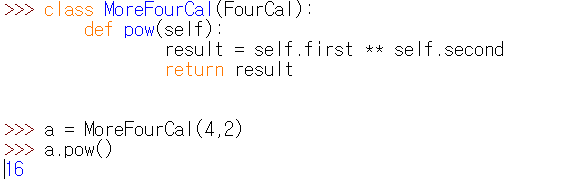 >>> class MoreFourCal(FourCal):
        def pow(self):
                result = self.first ** self.second
                return result
>>> a = MoreFourCal(4,2)
>>> a.pow()
16